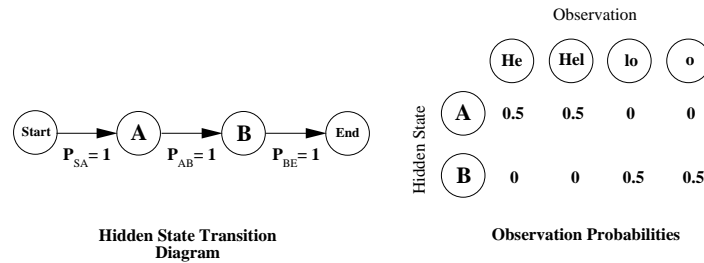 Observation
He Hel lo o
Hidden State
A 0.5 0.5 0 0
B 0 0 0.5 0.5
Start A B End
P_SA = 1 P_AB = 1 P_BE = 1
Hidden State Transition
Diagram
Observation Probabilities